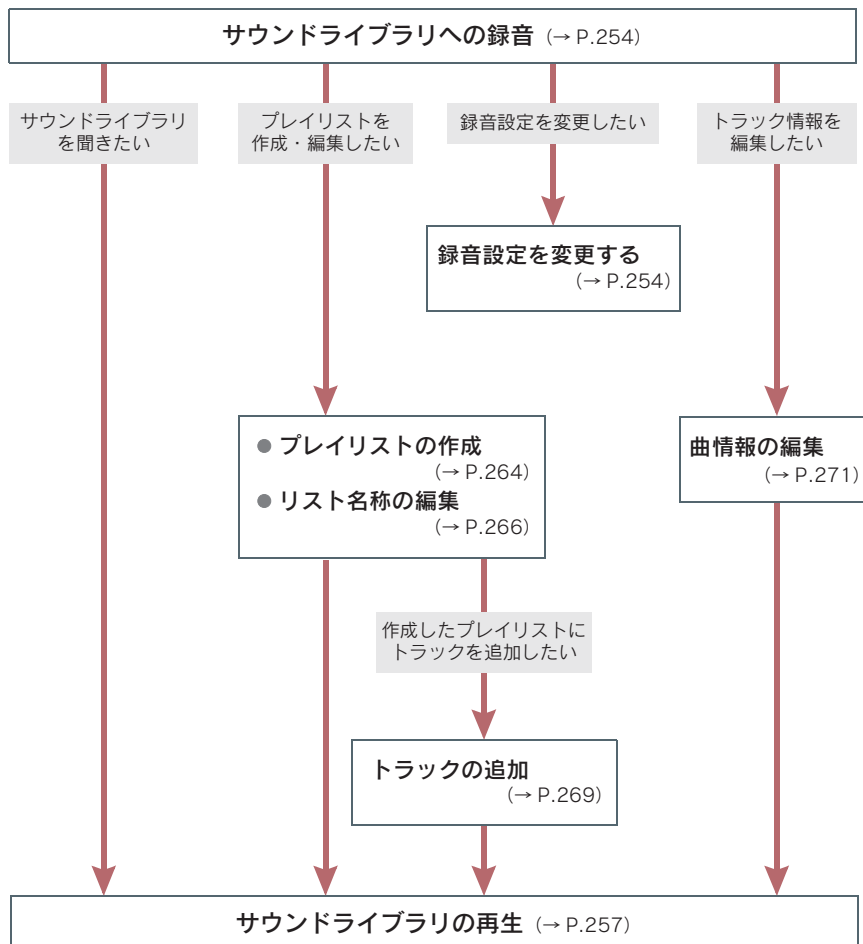 サウンドライブラリへの録音（→ P.254）
サウンドライブラリ
を聞きたい
プレイリストを
作成・編集したい
録音設定を変更したい
トラック情報を
編集したい
録音設定を変更する
（→ P.254）
● プレイリストの作成
（→ P.264）
● リスト名称の編集
（→ P.266）
曲情報の編集
（→ P.271）
作成したプレイリストに
トラックを追加したい
トラックの追加
（→ P.269）
サウンドライブラリの再生（→ P.257）